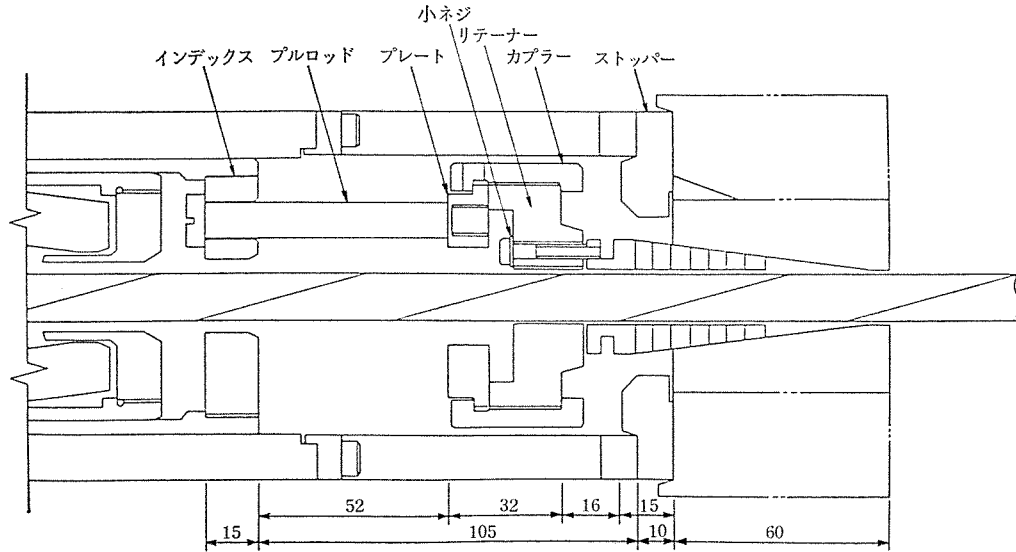 小ネジ
リテーナー
インデックス プルロッド プレート カプラー ストッパー
52 32 16 15
15 105 10 60